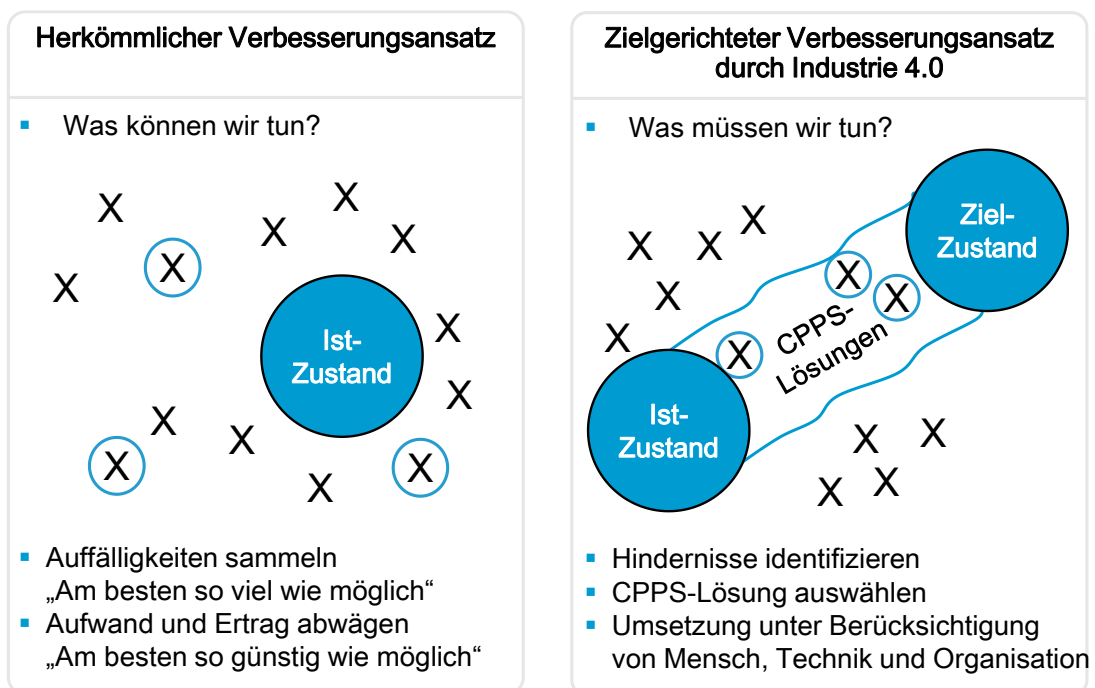 Herkömmlicher Verbesserungsansatz
Was können wir tun?
X
X X X
X X
X
Ist-
Zustand
X
X
X X
X X
X
Auffälligkeiten sammeln
„Am besten so viel wie möglich“
Aufwand und Ertrag abwägen
„Am besten so günstig wie möglich“
Zielgerichteter Verbesserungsansatz
durch Industrie 4.0
Was müssen wir tun?
Ziel-
Zustand
X
X X
X
X X
X
X
CPPS-
Lösungen
Ist-
Zustand
X X
X X
Hindernisse identifizieren
CPPS-Lösung auswählen
Umsetzung unter Berücksichtigung
von Mensch, Technik und Organisation